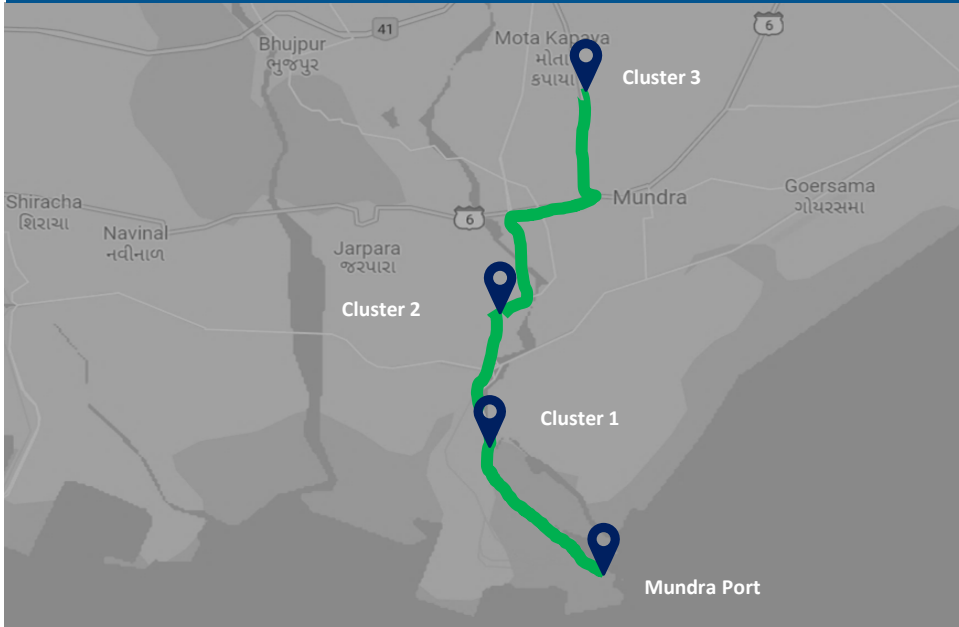 41
6
Bhujpur
ભુજપુર
Mota Kapaya
મોતા
કપાયા
Cluster 3
Shiracha
શિરાચા
Navinal
નવીનાળ
6
Mundra
Goersama
ગોયરસમા
Jarpara
જરપારા
Cluster 2
Cluster 1
Mundra Port